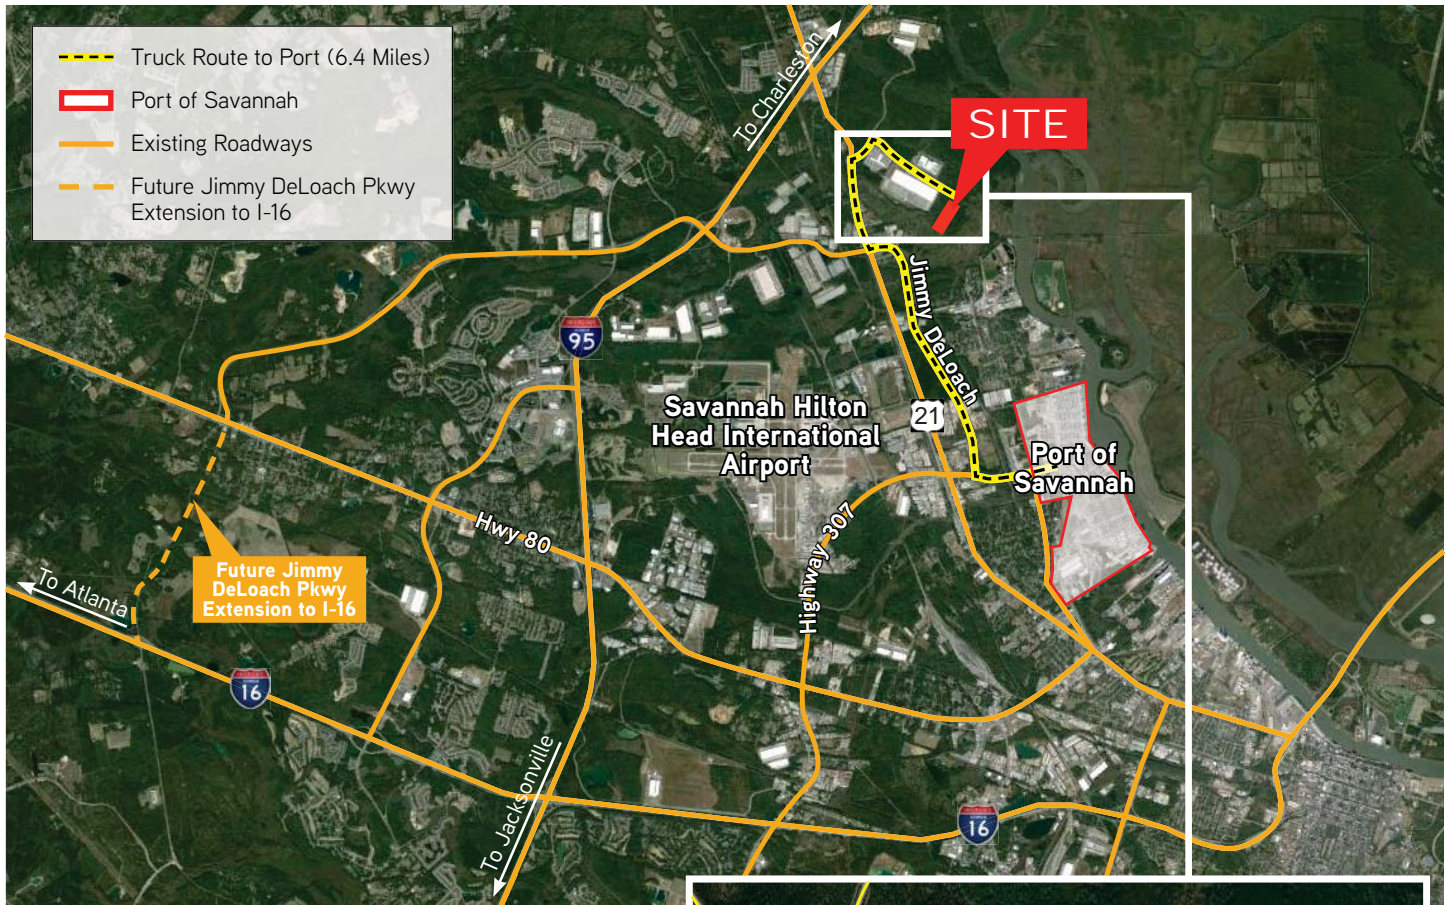 Truck Route to Port (6.4 Miles)
Port of Savannah
Existing Roadways
Future Jimmy DeLoach Pkwy
Extension to I-16
To Charleston
SITE
Jimmy DeLoach
95
21
Savannah Hilton
Head International
Airport
Port of
Savannah
Hwy 80
Highway 307
Future Jimmy
DeLoach Pkwy
Extension to I-16
To Atlanta
16
To Jacksonville
16